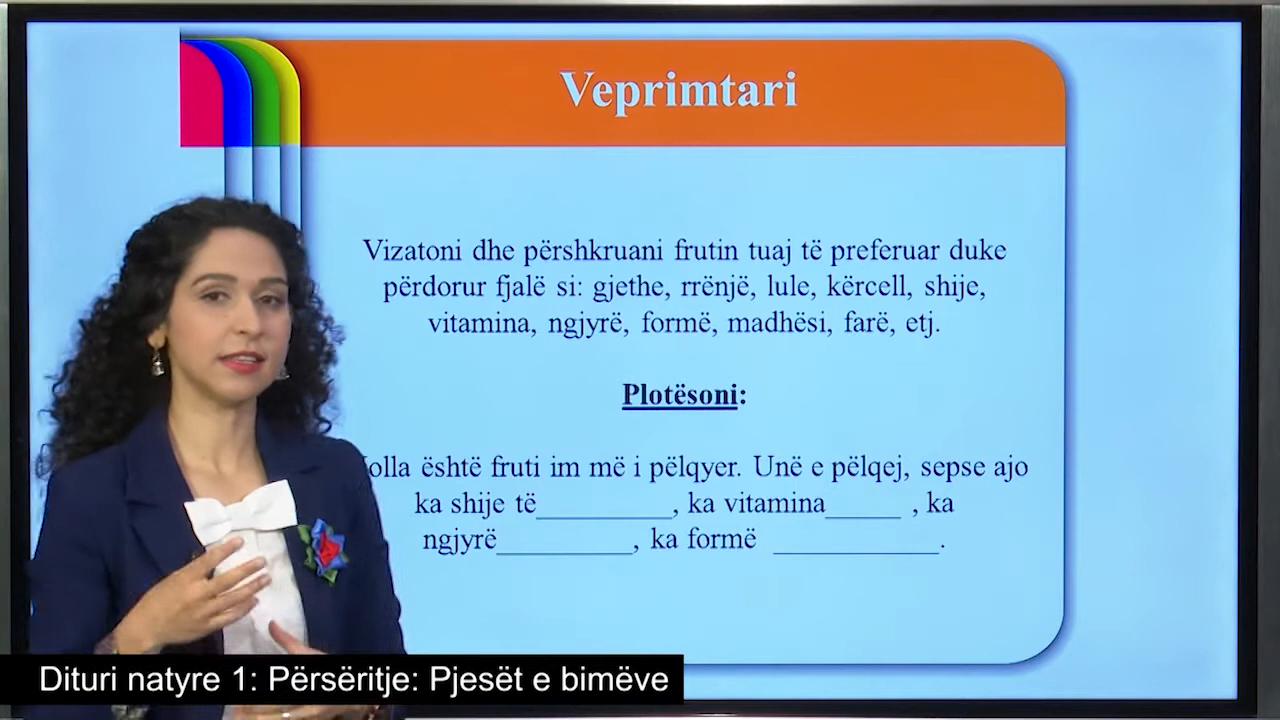 Veprimtari
Vizatoni dhe përshkruani frutin tuaj të preferuar duke
përdorur fjalë si: gjethe, rrënjë, lule, kërcell, shije,
vitamina, ngjyrë, formë, madhësi, farë, etj.
Plotësoni:
është fruti im më i pëlqyer. Unë e pëlqej, sepse ajo
ka shije të__________, ka vitamina_____ , ka
ngjyrë__________, ka formë ____________.
Dituri natyre 1: Përsëritje: Pjesët e bimëve